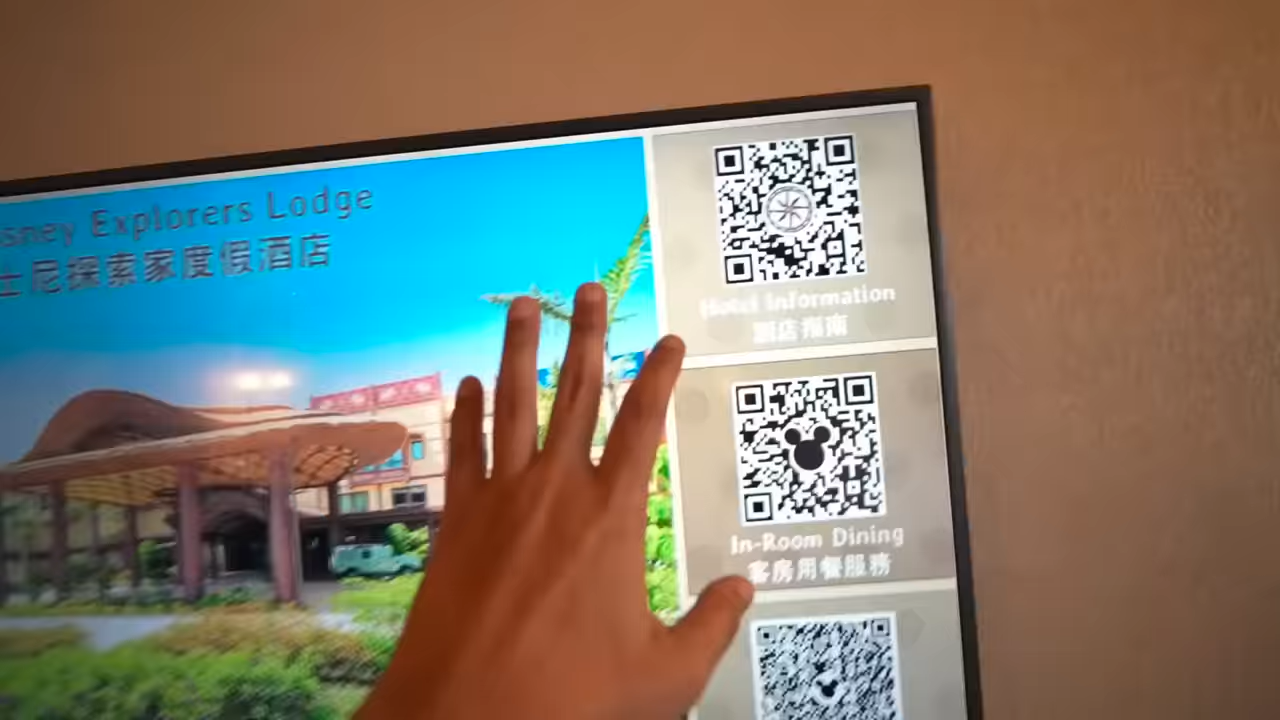 sney Explorers Lodge
士尼探索家度假酒店
Hotel Information
酒店指南
In-Room Dining
客房用餐服務